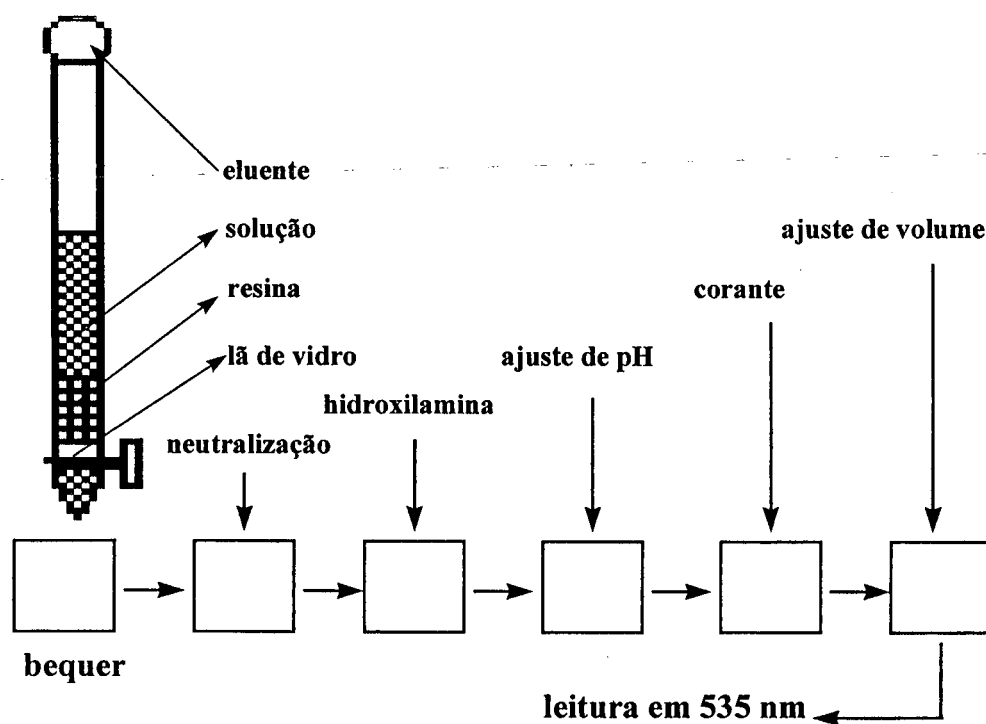 eluente
solução
ajuste de volume
resina
corante
lã de vidro
ajuste de pH
hidroxilamina
neutralização
bequer
leitura em 535 nm